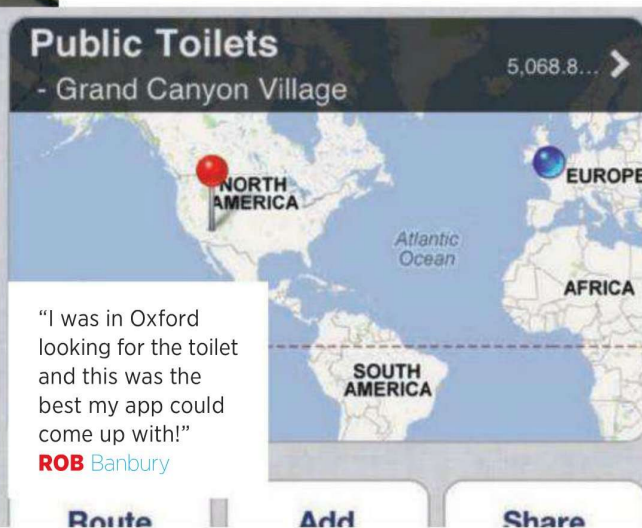 Public Toilets
- Grand Canyon Village
5,068.8...
NORTH
AMERICA
EUROPE
Atlantic
Ocean
AFRICA
SOUTH
AMERICA
"I was in Oxford
looking for the toilet
and this was the
best my app could
come up with!"
ROB Banbury
Route
Add
Share